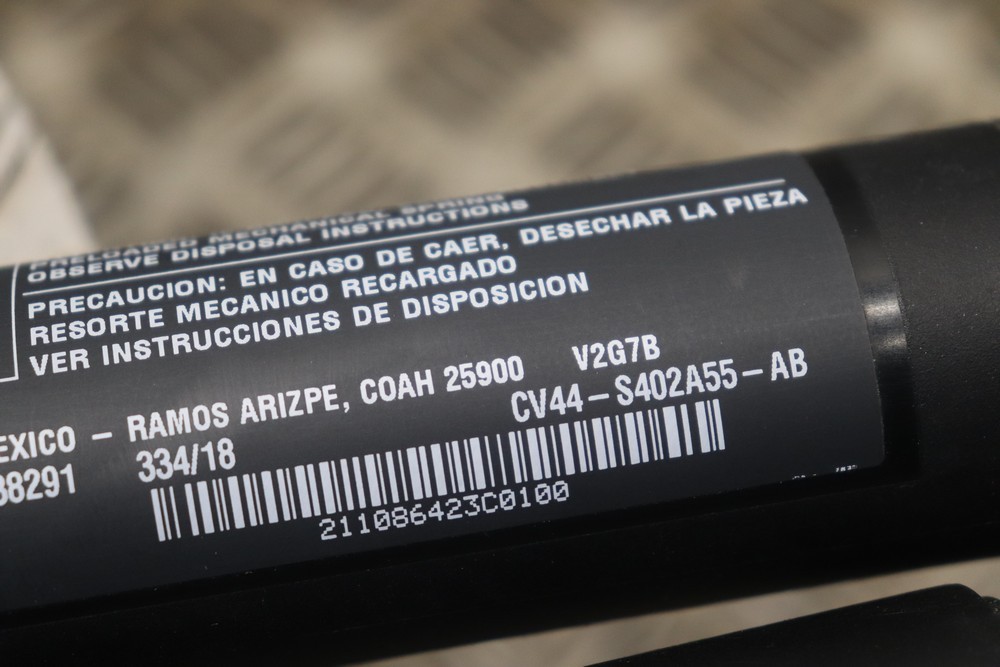 PRELOADED MECHANICAL SPRING
OBSERVE DISPOSAL INSTRUCTIONS
PRECAUCION: EN CASO DE CAER, DESECHAR LA PIEZA
RESORTE MECANICO RECARGADO
VER INSTRUCCIONES DE DISPOSICION
EXICO - RAMOS ARIZPE, COAH 25900 V2G7B
38291 334/18 CV44-S402A55-AB
211086423C0100